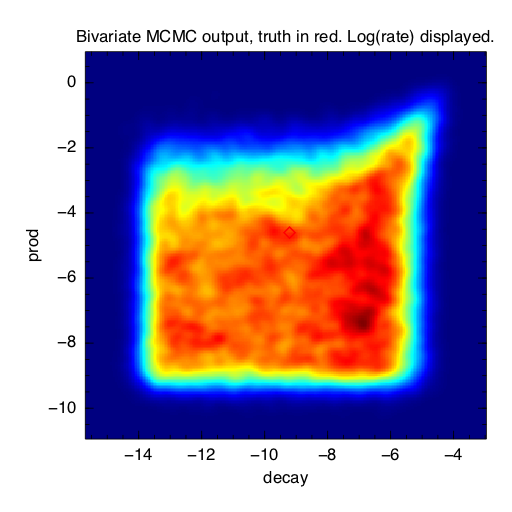 Bivariate MCMC output, truth in red. Log(rate) displayed.
0
−2
−4
−6
−8
−10
prod
−14 −12 −10 −8 −6 −4
decay